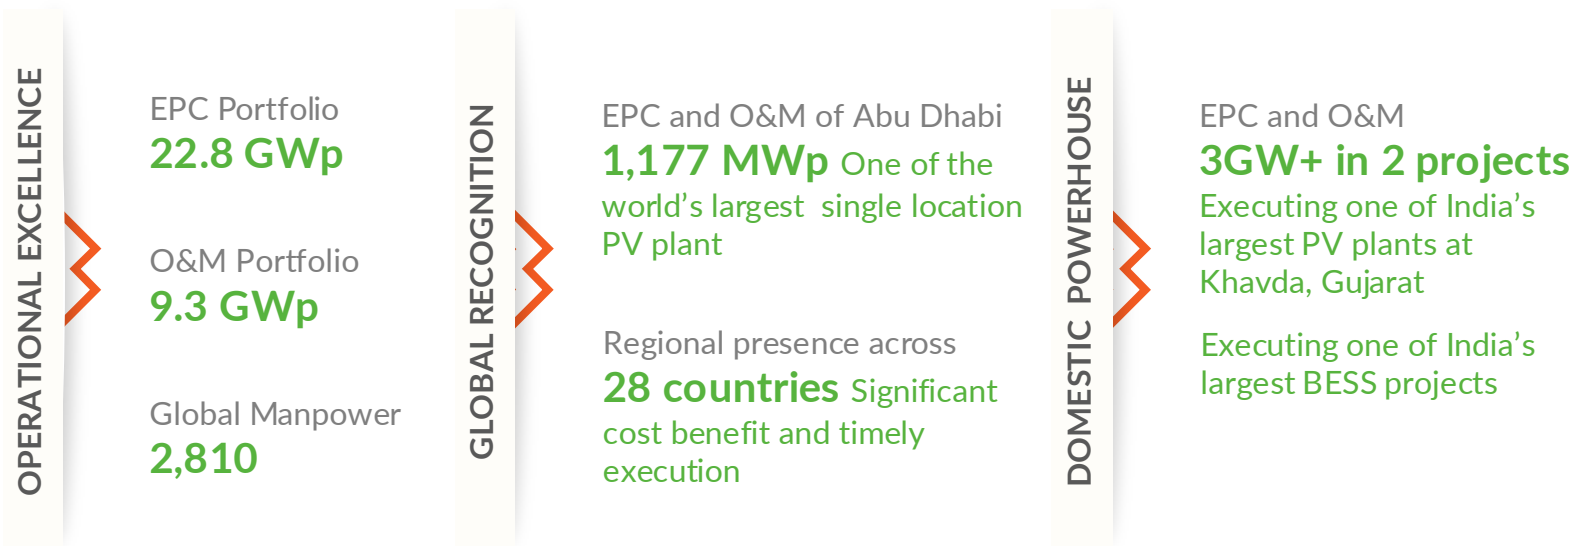 OPERATIONAL EXCELLENCE
EPC Portfolio
22.8 GWp
O&M Portfolio
9.3 GWp
Global Manpower
2,810
GLOBAL RECOGNITION
EPC and O&M of Abu Dhabi
1,177 MWp One of the
world’s largest single location
PV plant
Regional presence across
28 countries Significant
cost benefit and timely
execution
DOMESTIC POWERHOUSE
EPC and O&M
3GW+ in 2 projects
Executing one of India’s
largest PV plants at
Khavda, Gujarat
Executing one of India’s
largest BESS projects